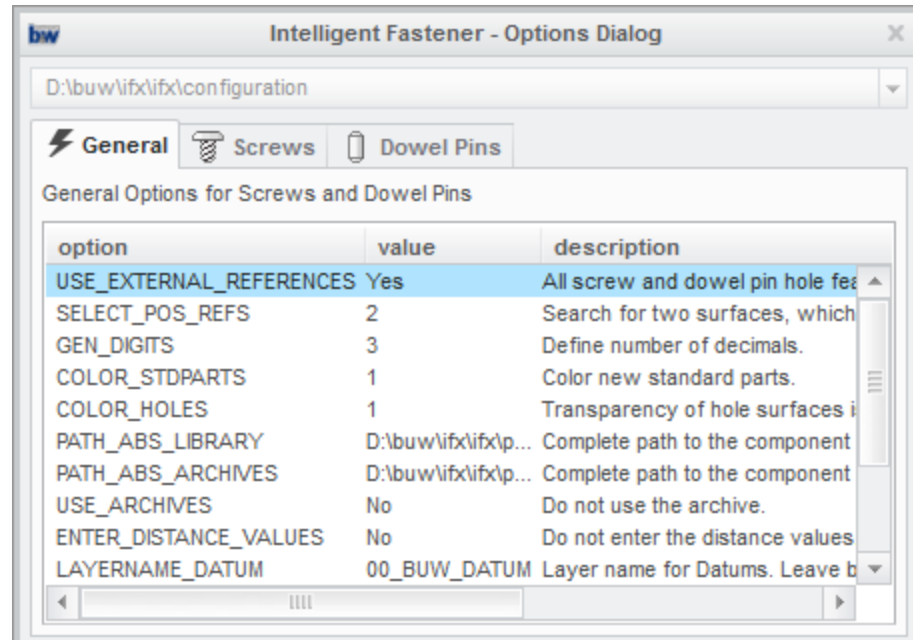 bw Intelligent Fastener - Options Dialog
D:\buw\ifx\ifx\configuration
General Screws Dowel Pins
General Options for Screws and Dowel Pins
option value description
USE_EXTERNAL_REFERENCES Yes All screw and dowel pin hole fea
SELECT_POS_REFS 2 Search for two surfaces, which
GEN_DIGITS 3 Define number of decimals.
COLOR_STDPARTS 1 Color new standard parts.
COLOR_HOLES 1 Transparency of hole surfaces i
PATH_ABS_LIBRARY D:\buw\ifx\ifx\p... Complete path to the component
PATH_ABS_ARCHIVES D:\buw\ifx\ifx\p... Complete path to the component
USE_ARCHIVES No Do not use the archive.
ENTER_DISTANCE_VALUES No Do not enter the distance values
LAYERNAME_DATUM 00_BUW_DATUM Layer name for Datums. Leave b